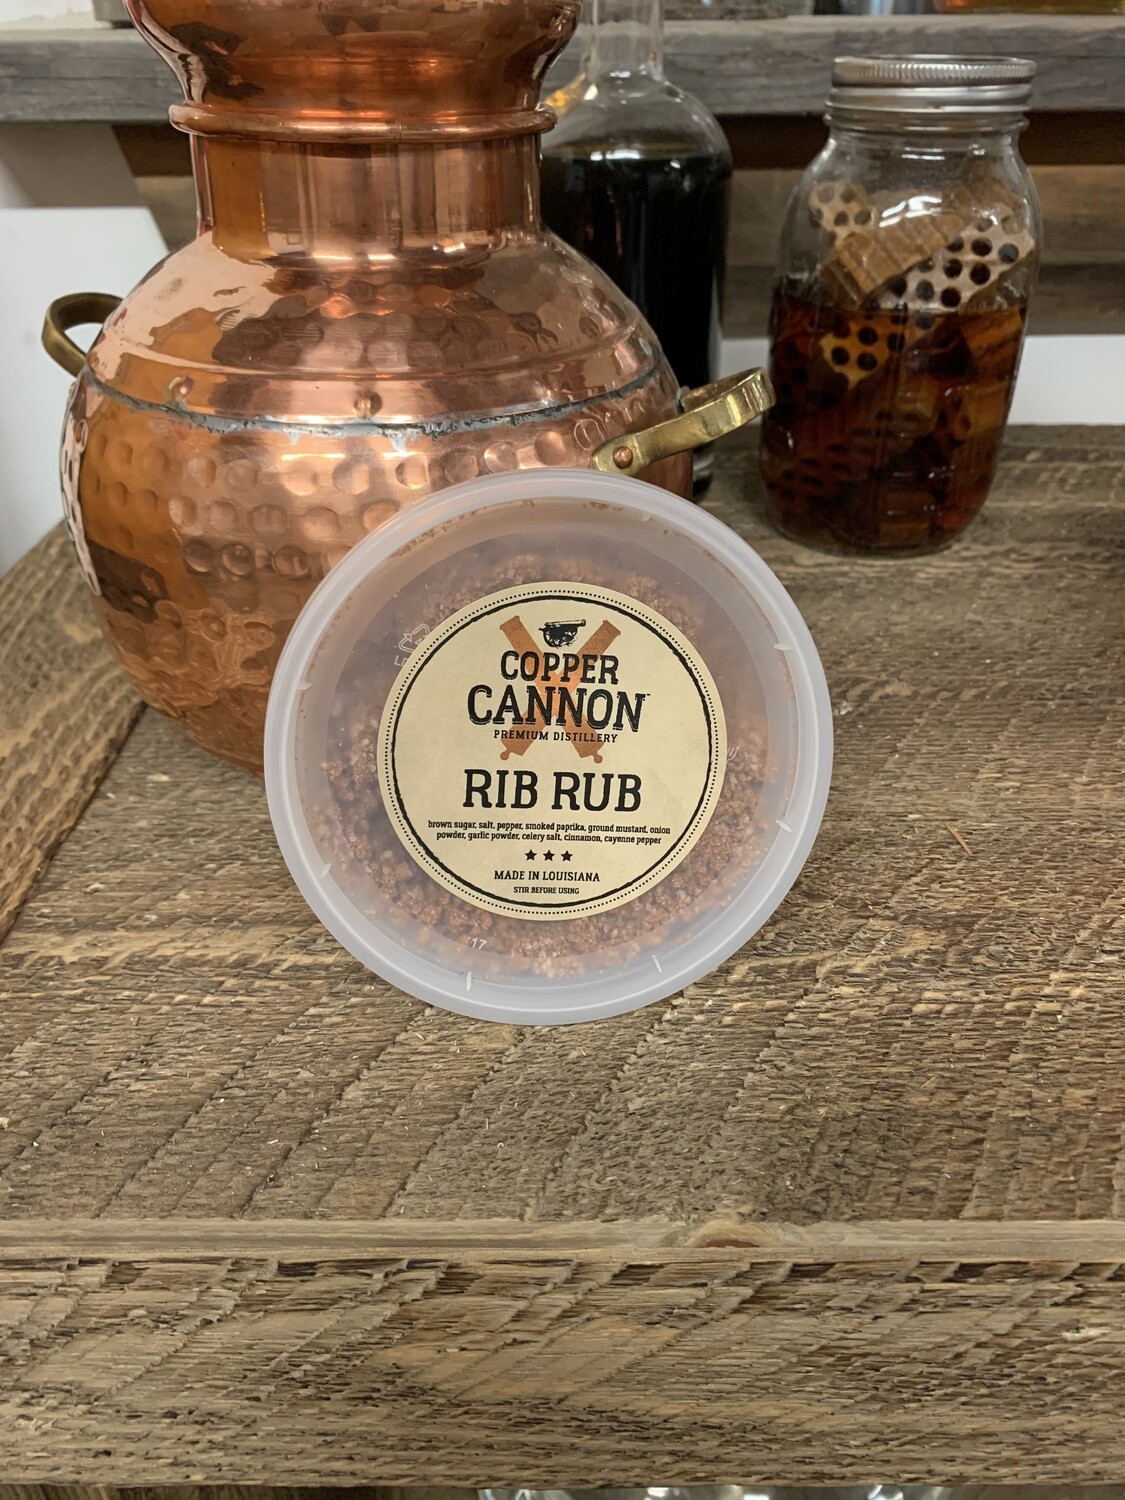 COPPER
CANNON™
PREMIUM DISTILLERY
RIB RUB
brown sugar, salt, pepper, smoked paprika, ground mustard, onion
powder, garlic powder, celery salt, cinnamon, cayenne pepper
MADE IN LOUISIANA
STIR BEFORE USING
17